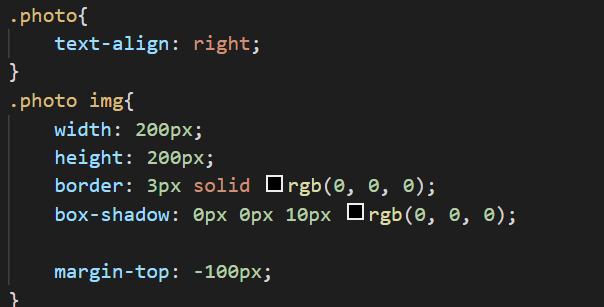 .photo{
    text-align: right;
}
.photo img{
    width: 200px;
    height: 200px;
    border: 3px solid rgb(0, 0, 0);
    box-shadow: 0px 0px 10px rgb(0, 0, 0);
    margin-top: -100px;
}